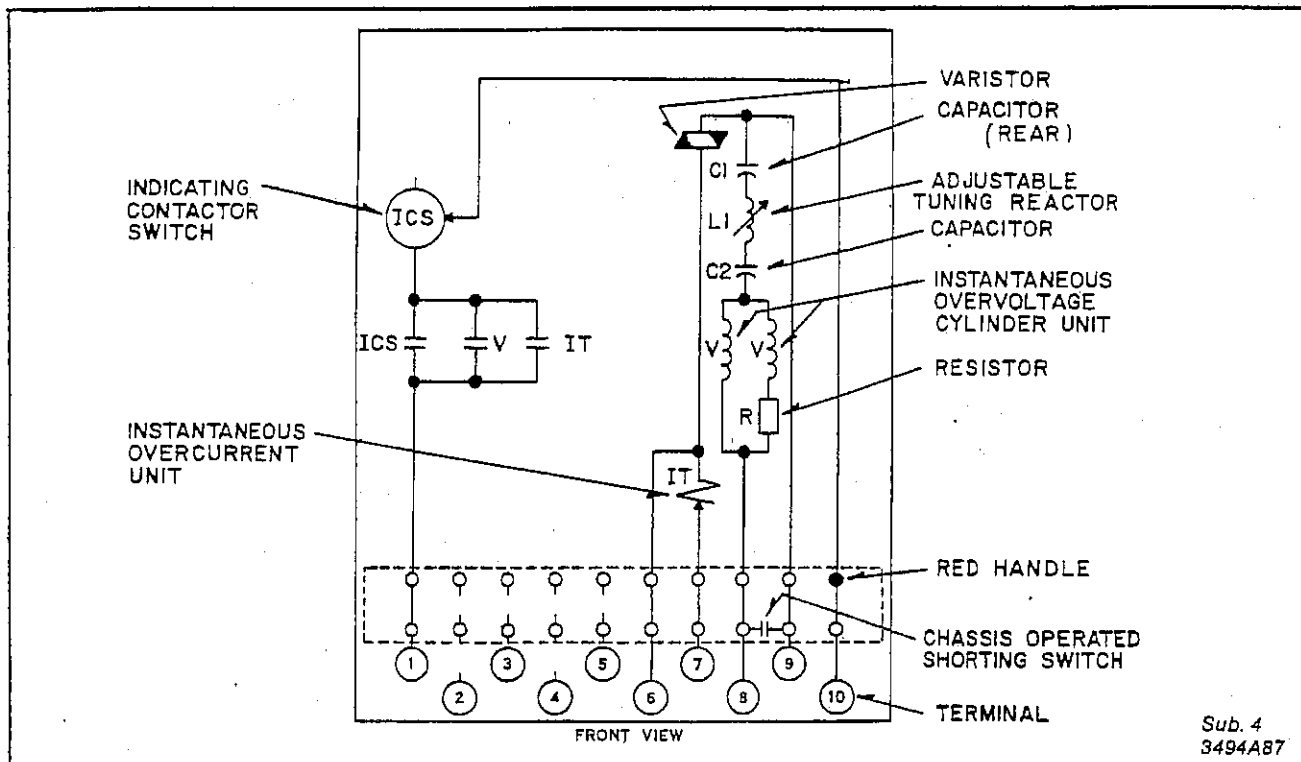 VARISTOR
CAPACITOR
(REAR)
C1
INDICATING
CONTACTOR
SWITCH
ICS
ADJUSTABLE
TUNING REACTOR
L1
CAPACITOR
C2
INSTANTANEOUS
OVERVOLTAGE
CYLINDER UNIT
ICS
V
IT
V
V
RESISTOR
R
INSTANTANEOUS
OVERCURRENT
UNIT
IT
RED HANDLE
CHASSIS OPERATED
SHORTING SWITCH
1
3
5
7
9
2
4
6
8
10
TERMINAL
FRONT VIEW
Sub. 4
3494A87